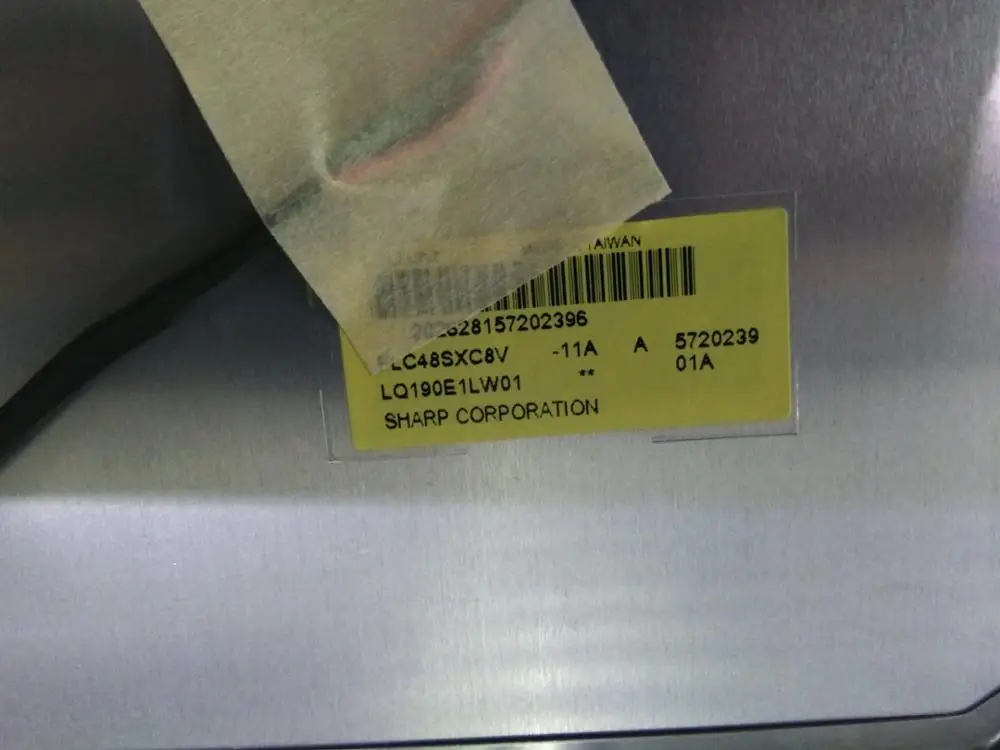 TAIWAN
202628157202396
LC48SXC8V -11A A 5720239
LQ190E1LW01 ** 01A
SHARP CORPORATION